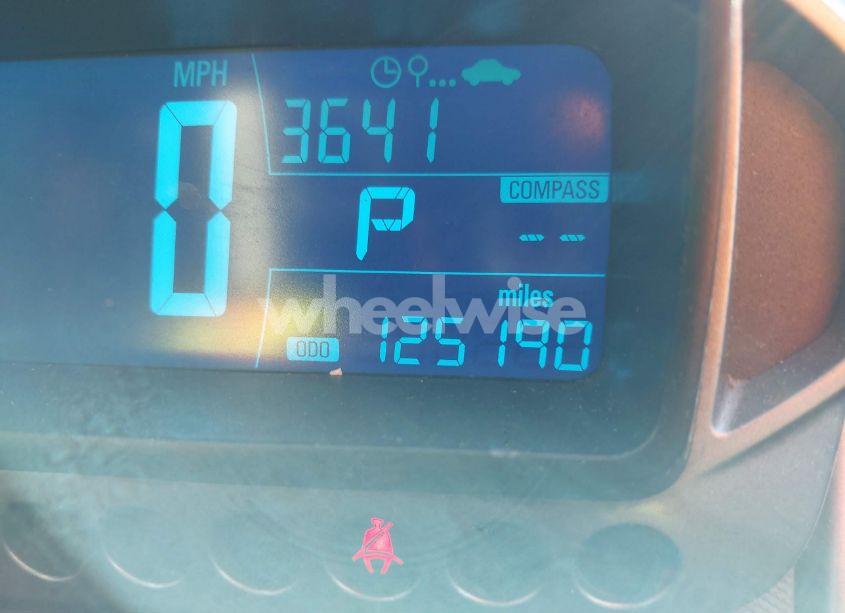 MPH
0
3641
P
COMPASS
-- --
miles
ODO 125190
wheelwise